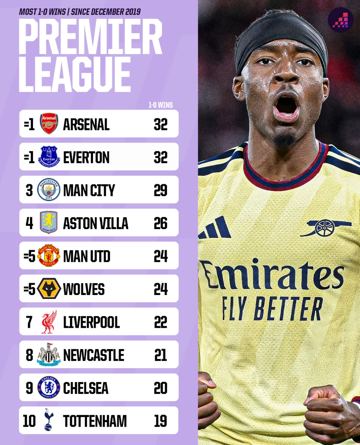 MOST 1-0 WINS | SINCE DECEMBER 2019
PREMIER
LEAGUE
1-0 WINS
=1 ARSENAL 32
=1 EVERTON 32
3 MAN CITY 29
4 ASTON VILLA 26
=5 MAN UTD 24
=5 WOLVES 24
7 LIVERPOOL 22
8 NEWCASTLE 21
9 CHELSEA 20
10 TOTTENHAM 19
Emirates
FLY BETTER